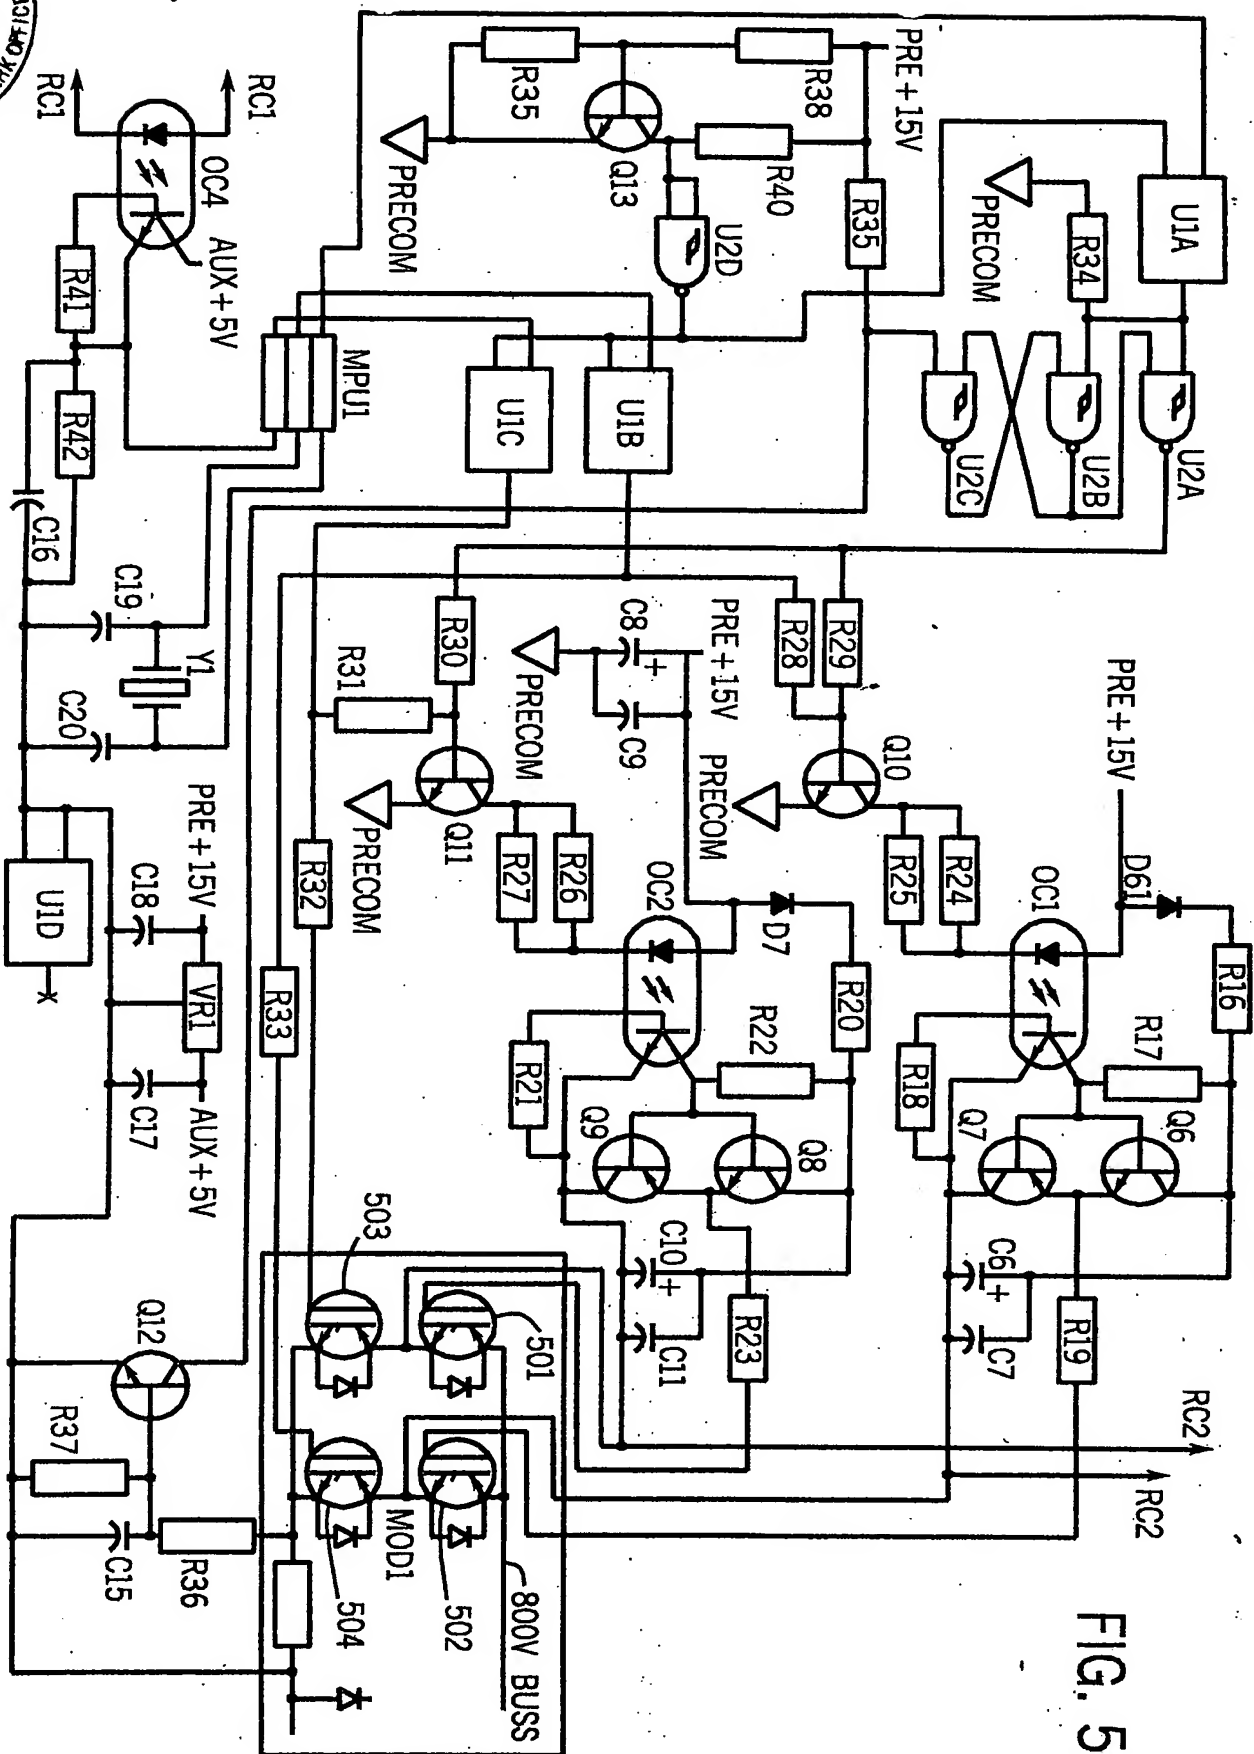 RC2
RC2
U1A
U2A
D61
R16
FIG. 5
PRE+15V
R17
Q6
R34
U2B
R19
OC1
R24
C6 +
C7
PRECOM
U2C
Q7
R18
R25
PRE+15V
R35
Q10
R29
R20
R38
R40
R28
Q8
D7
R22
R23
U2D
PRE+15V
PRECOM
C10 +
C11
Q13
C8 +
C9
OC2
Q9
R26
R21
U1B
R27
PRECOM
R35
U1C
R30
Q11
501
800V BUSS
502
PRECOM
MOD1
PRECOM
503
504
MPU1
R31
R32
R33
RC1
OC4
AUX+5V
PRE+15V
VR1
AUX+5V
Y1
C18
C17
Q12
R36
C19
R41
R42
C20
C15
RC1
C16
U1D
X
R37